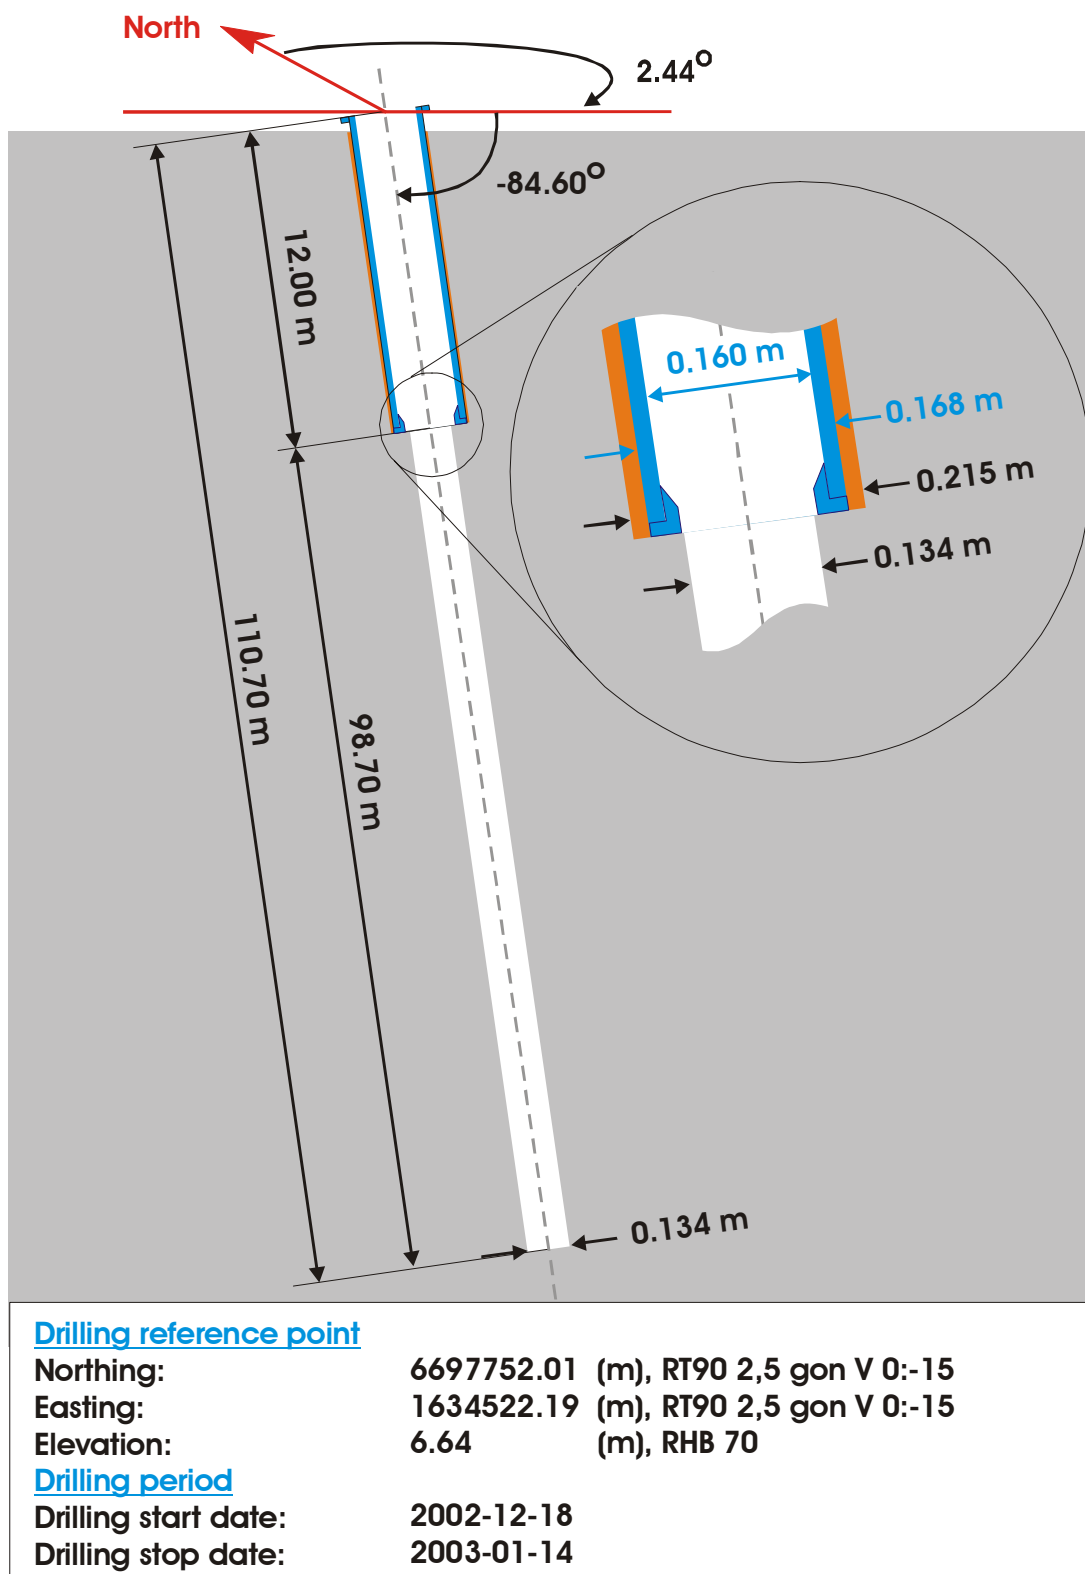 North
2.44°
-84.60°
12.00 m
0.160 m
0.168 m
0.215 m
0.134 m
110.70 m
98.70 m
0.134 m
Drilling reference point
Northing: 6697752.01 (m), RT90 2,5 gon V 0:-15
Easting: 1634522.19 (m), RT90 2,5 gon V 0:-15
Elevation: 6.64 (m), RHB 70
Drilling period
Drilling start date: 2002-12-18
Drilling stop date: 2003-01-14